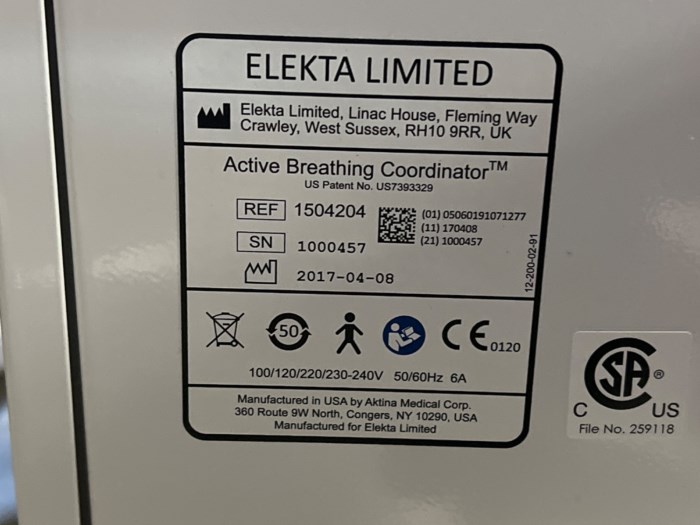 ELEKTA LIMITED
Elekta Limited, Linac House, Fleming Way
Crawley, West Sussex, RH10 9RR, UK
Active Breathing Coordinator™
US Patent No. US7393329
REF 1504204
(01) 05060191071277
(11) 170408
(21) 1000457
SN 1000457
2017-04-08
12-200-02-91
50
CE 0120
100/120/220/230-240V 50/60Hz 6A
Manufactured in USA by Aktina Medical Corp.
360 Route 9W North, Congers, NY 10290, USA
Manufactured for Elekta Limited
SA ®
C US
File No. 259118